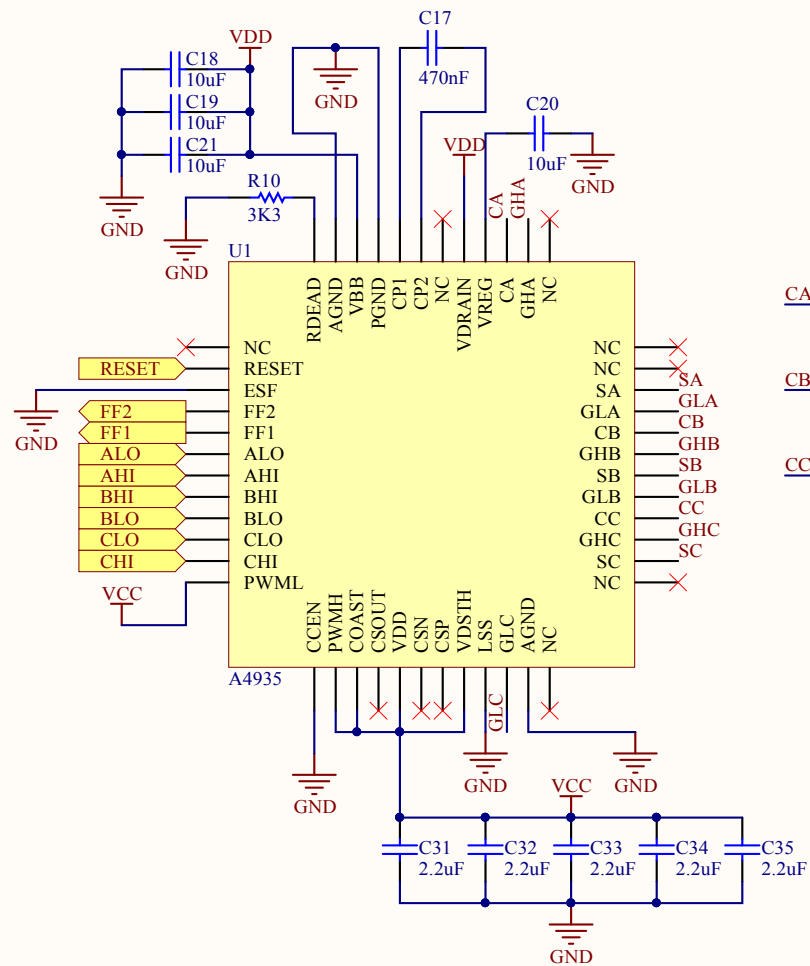 C17
470nF
VDD
C18
10uF
C19
10uF
C21
10uF
GND
GND
C20
10uF
GND
VDD
R10
3K3
GND
CA
GHA
U1
RDEAD
AGND
VBB
PGND
CP1
CP2
NC
VDRAIN
VREG
CA
GHA
NC
NC
RESET
RESET
ESF
GND
FF2
FF2
FF1
FF1
ALO
ALO
AHI
AHI
BHI
BHI
BLO
BLO
CLO
CLO
CHI
CHI
VCC
PWML
NC
NC
SA
SA
GLA
GLA
CB
CB
GHB
GHB
SB
SB
GLB
GLB
CC
CC
GHC
GHC
SC
SC
NC
CA
CB
CC
CCEN
PWMH
COAST
CSOUT
VDD
CSN
CSP
VDSTH
LSS
GLC
AGND
NC
A4935
GLC
GND
GND
GND
VCC
C31
2.2uF
C32
2.2uF
C33
2.2uF
C34
2.2uF
C35
2.2uF
GND